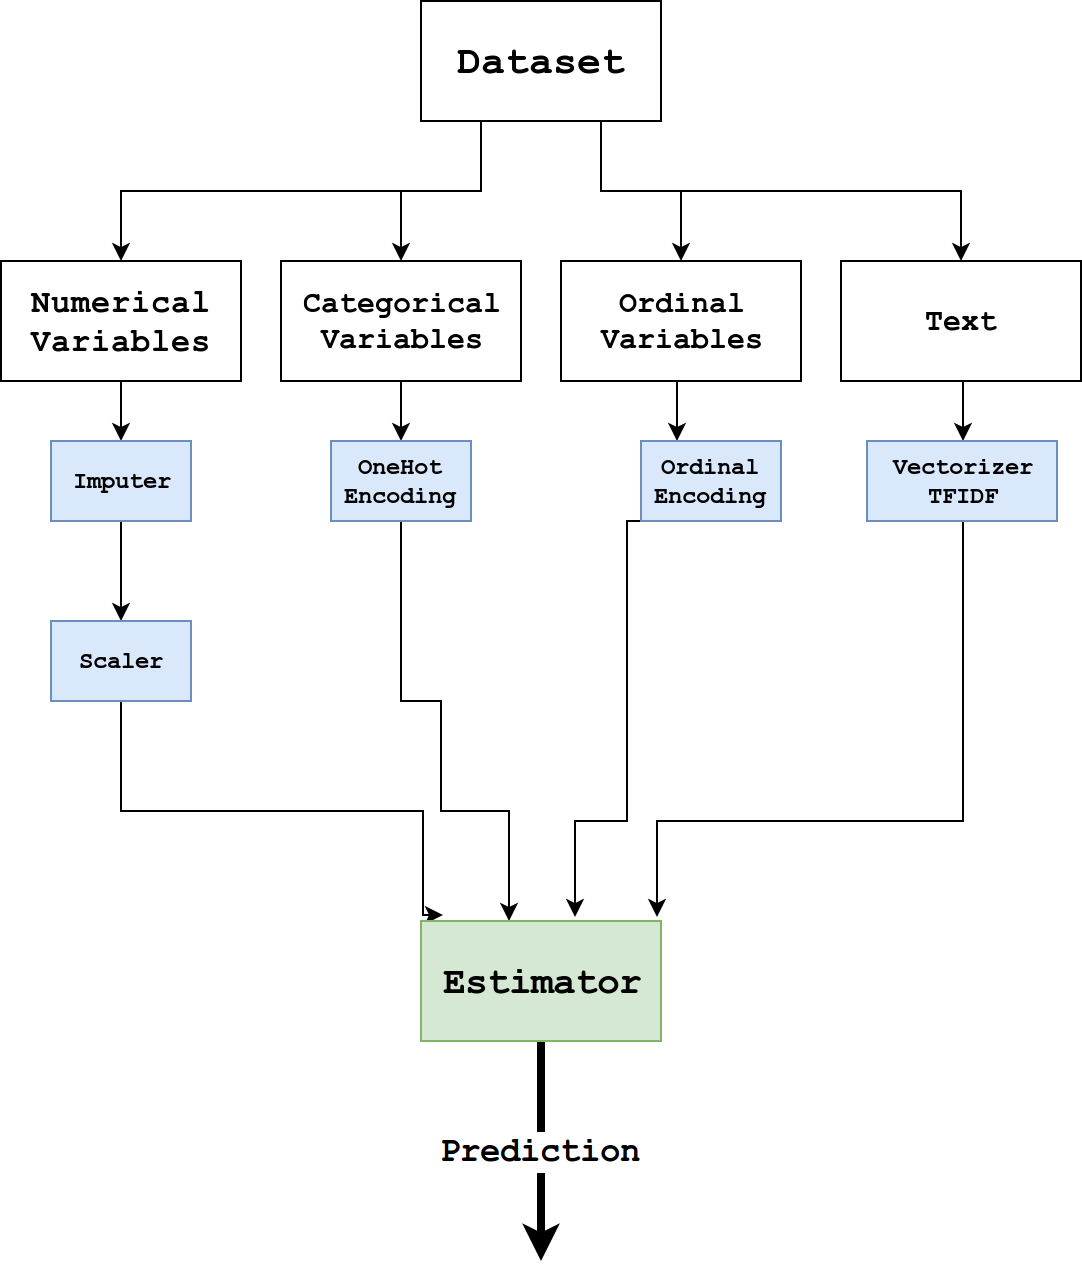 Dataset
Numerical
Variables
Categorical
Variables
Ordinal
Variables
Text
Imputer
OneHot
Encoding
Ordinal
Encoding
Vectorizer
TFIDF
Scaler
Estimator
Prediction